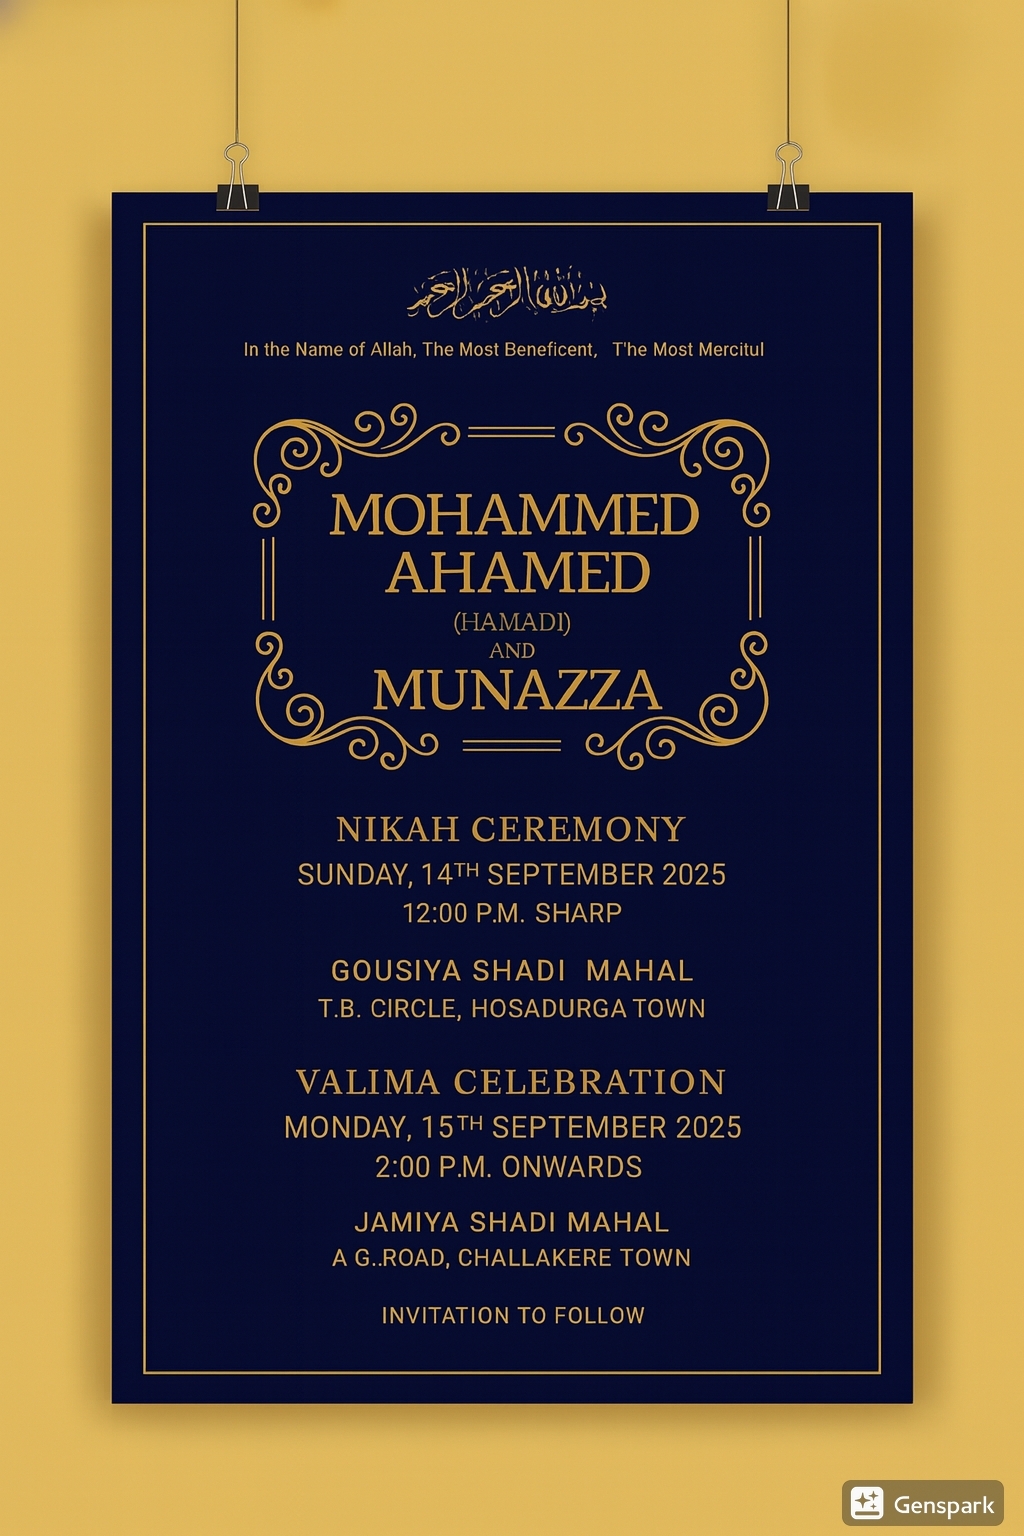 In the Name of Allah, The Most Beneficent, T'he Most Mercitul
MOHAMMED
AHAMED
(HAMADI)
AND
MUNAZZA
NIKAH CEREMONY
SUNDAY, 14TH SEPTEMBER 2025
12:00 P.M. SHARP
GOUSIYA SHADI MAHAL
T.B. CIRCLE, HOSADURGA TOWN
VALIMA CELEBRATION
MONDAY, 15TH SEPTEMBER 2025
2:00 P.M. ONWARDS
JAMIYA SHADI MAHAL
A G..ROAD, CHALLAKERE TOWN
INVITATION TO FOLLOW
Genspark